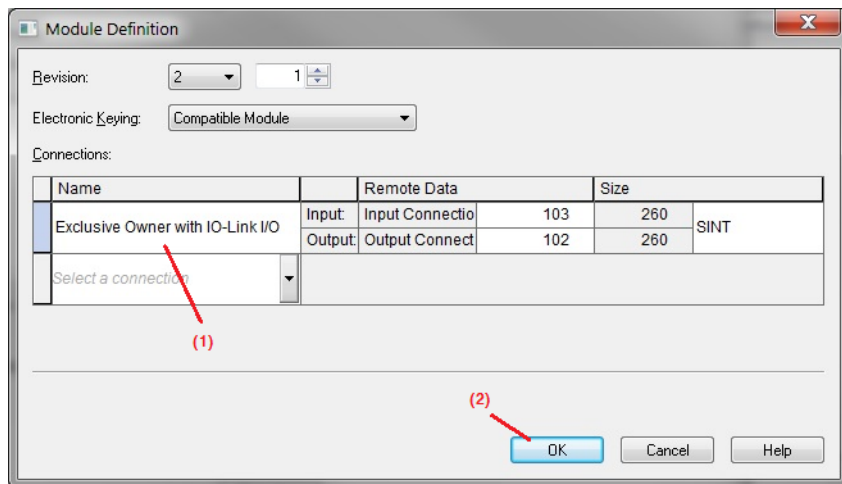 Module Definition
Revision: 2 1
Electronic Keying: Compatible Module
Connections:
Name Remote Data Size
Exclusive Owner with IO-Link I/O Input: Input Connectio 103 260 SINT
Output: Output Connect 102 260
Select a connection
(1)
(2)
OK Cancel Help